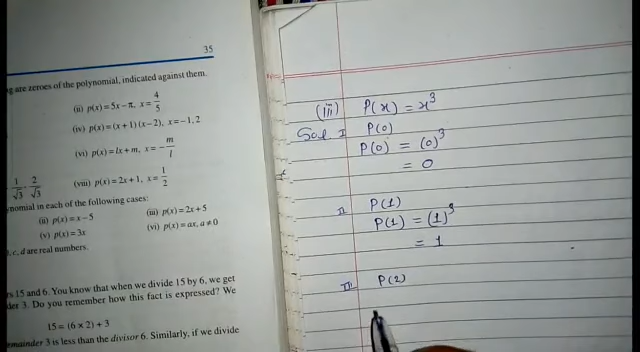 35
g are zeroes of the polynomial, indicated against them.
(ii) p(x) = 5x – π, x = 4/5
(iv) p(x) = (x + 1) (x – 2), x = – 1, 2
(vi) p(x) = lx + m, x = – m/l
1/√3, 2/√3
(viii) p(x) = 2x + 1, x = 1/2
nomial in each of the following cases:
(ii) p(x) = x – 5
(iii) p(x) = 2x + 5
(v) p(x) = 3x
(vi) p(x) = ax, a ≠ 0
c, d are real numbers.
rs 15 and 6. You know that when we divide 15 by 6, we get
der 3. Do you remember how this fact is expressed? We
15 = (6 × 2) + 3
emainder 3 is less than the divisor 6. Similarly, if we divide
(iii) P(x) = x³
Sol I P(0)
P(0) = (0)³
= 0
II P(1)
P(1) = (1)³
= 1
III P(2)